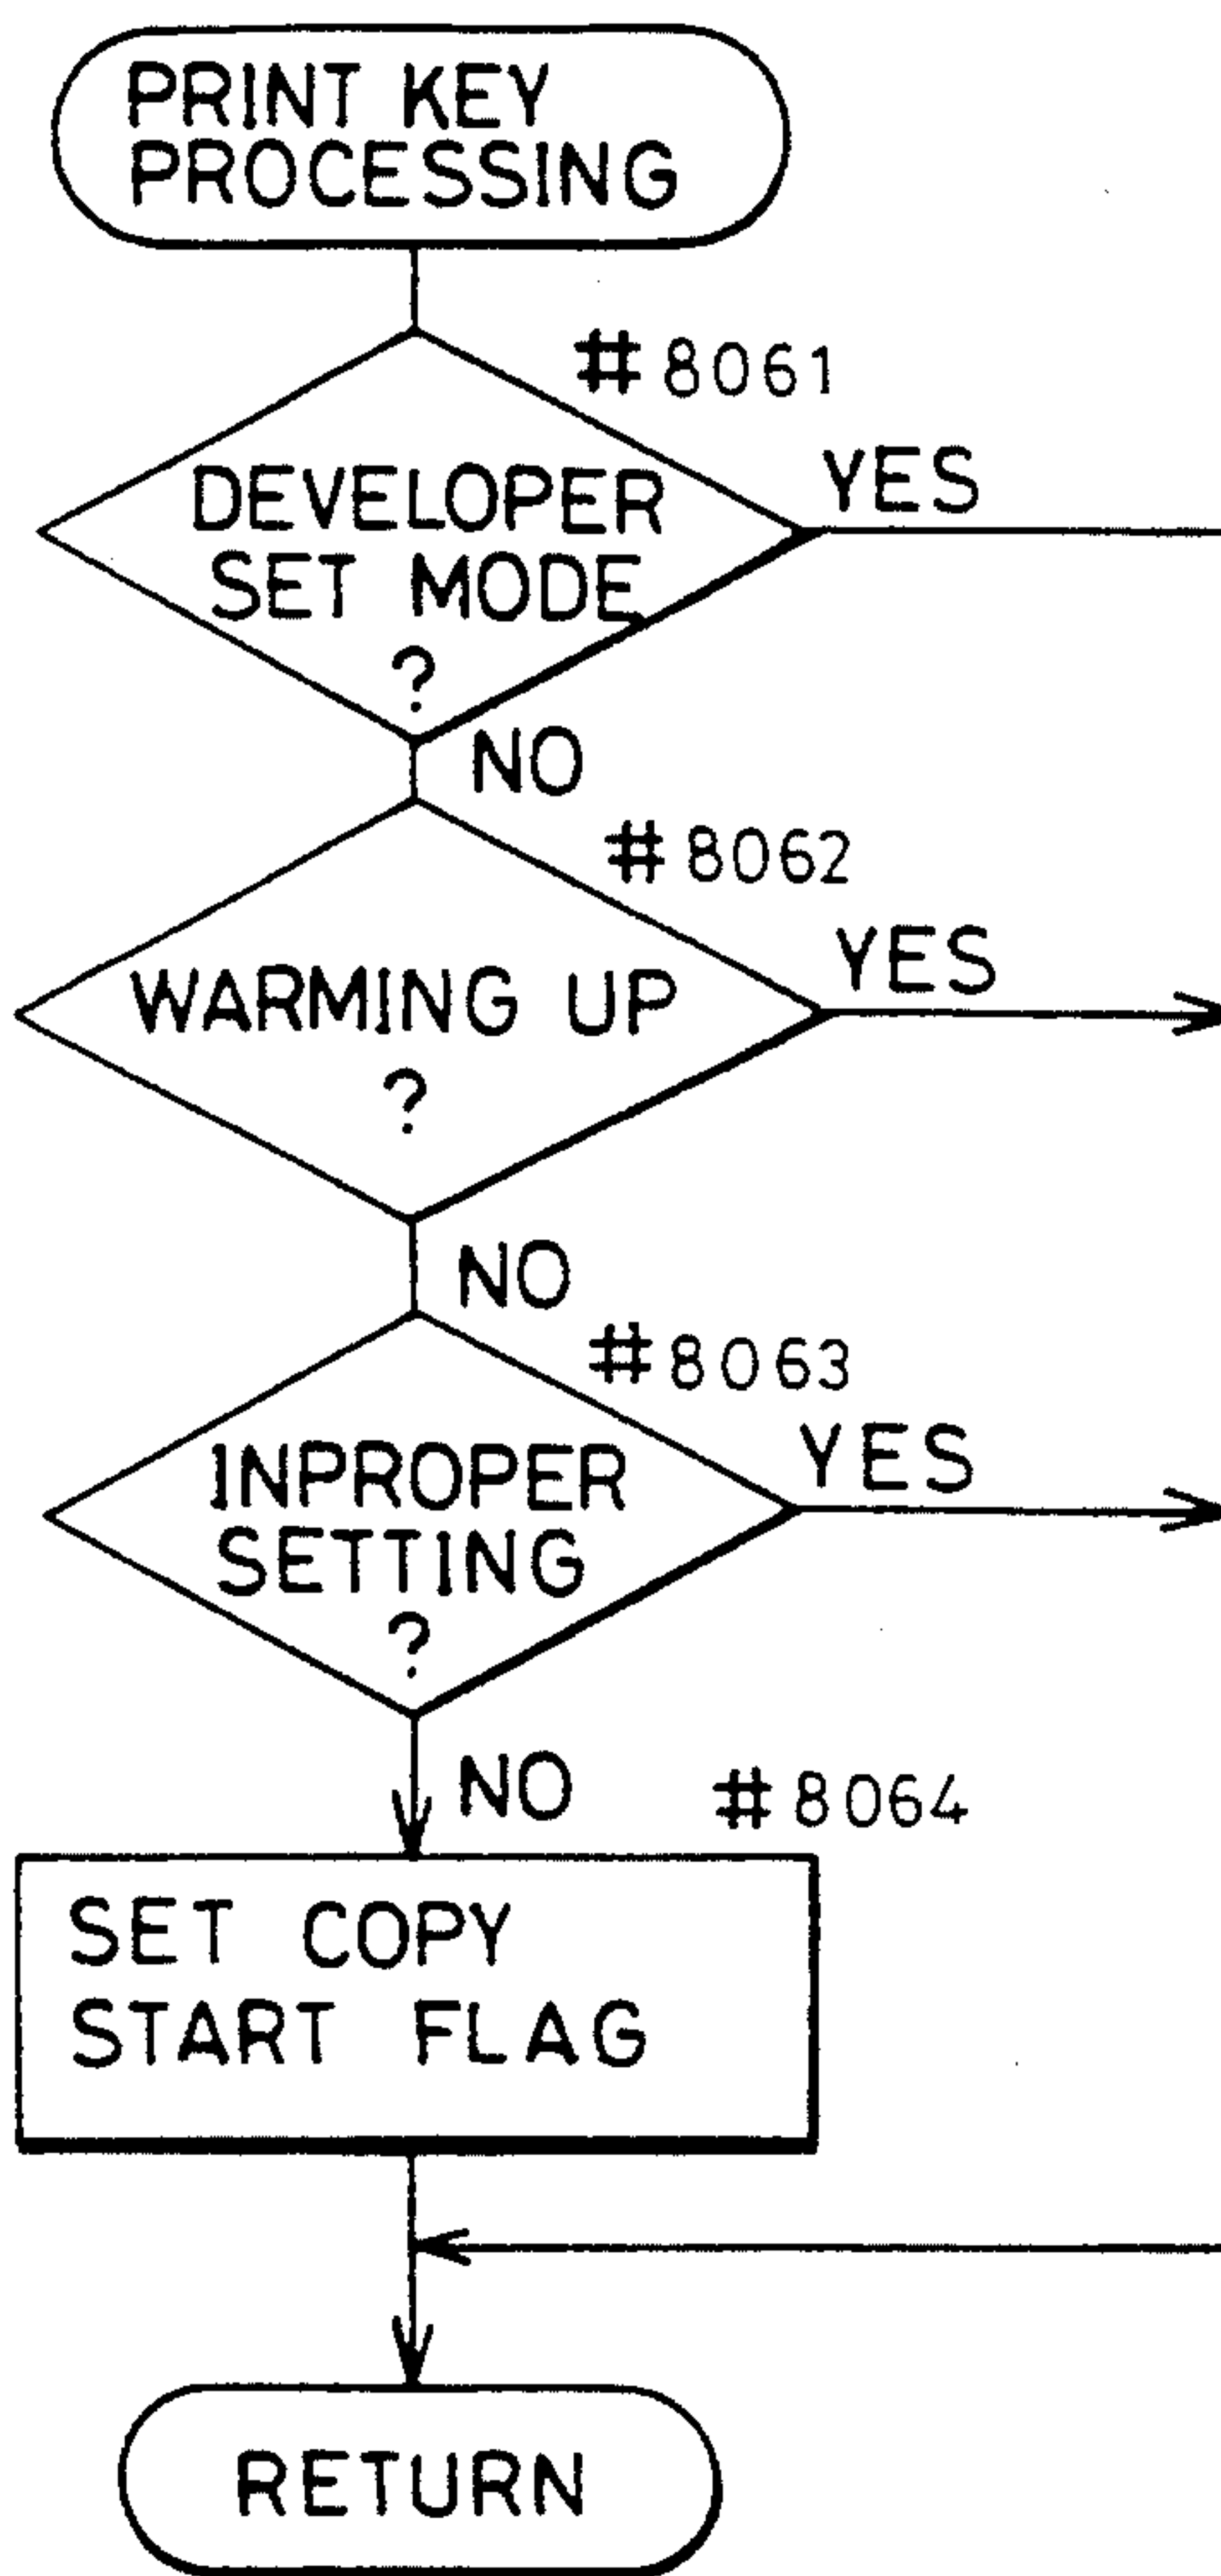 PRINT KEY
PROCESSING
#8061
DEVELOPER
SET MODE
?
YES
NO
#8062
WARMING UP
?
YES
NO
#8063
INPROPER
SETTING
?
YES
NO
#8064
SET COPY
START FLAG
RETURN